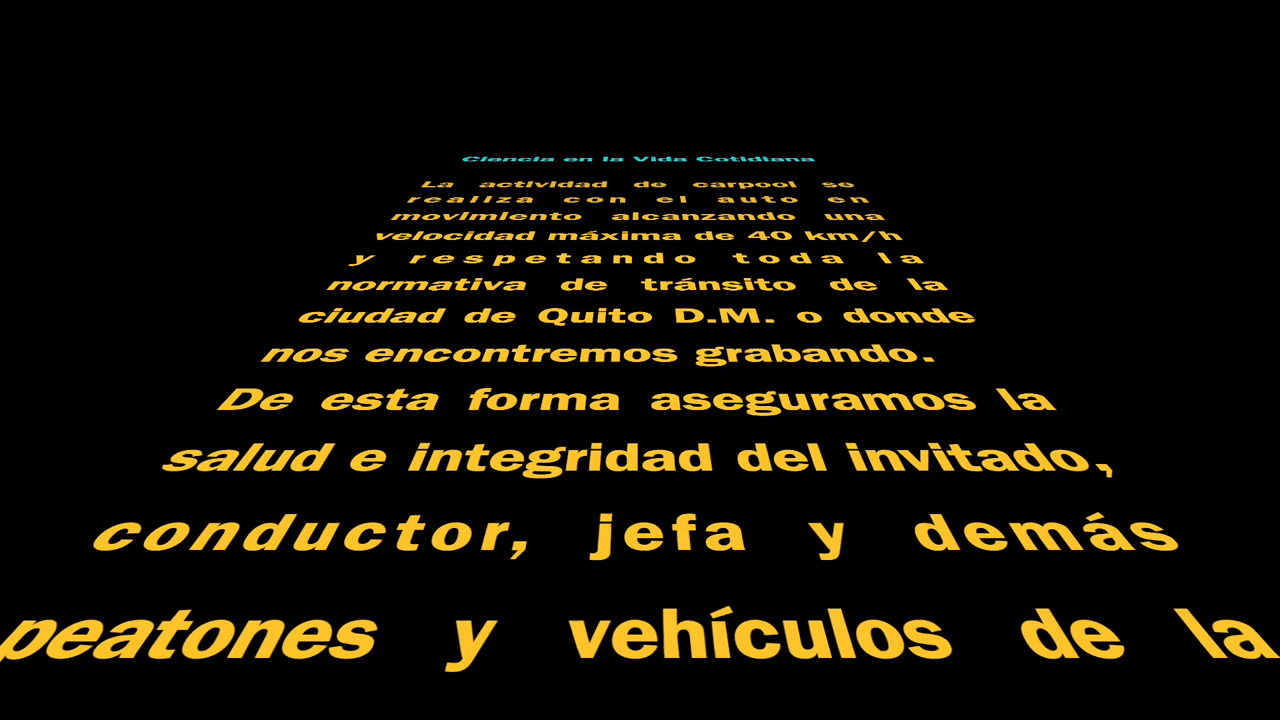 Ciencia en la Vida Cotidiana
La actividad de carpool se
realiza con el auto en
movimiento alcanzando una
velocidad máxima de 40 km/h
y respetando toda la
normativa de tránsito de la
ciudad de Quito D.M. o donde
nos encontremos grabando.
De esta forma aseguramos la
salud e integridad del invitado,
conductor, jefa y demás
peatones y vehículos de la